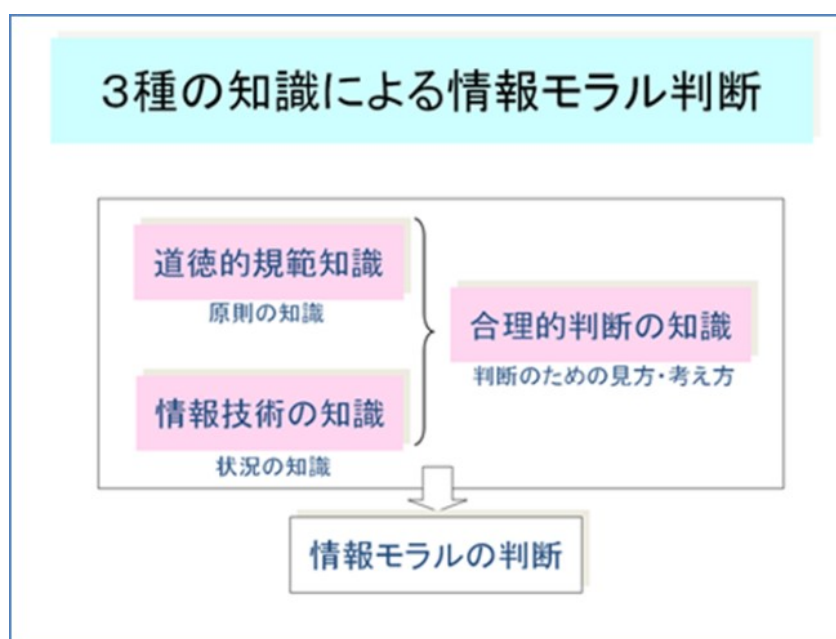 3種の知識による情報モラル判断
道徳的規範知識
原則の知識
情報技術の知識
状況の知識
合理的判断の知識
判断のための見方・考え方
情報モラルの判断